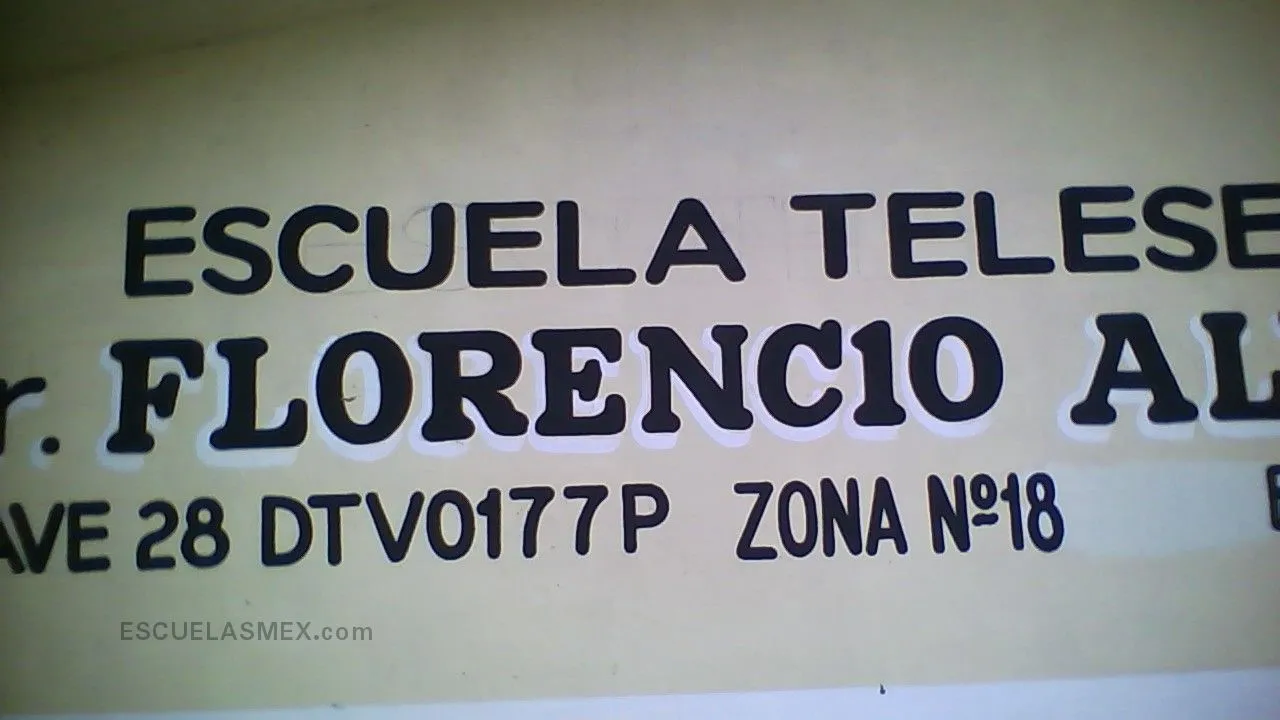 ESCUELA TELESE
r. FLORENCIO AL
AVE 28 DTV0177P ZONA Nº18
ESCUELASMEX.com